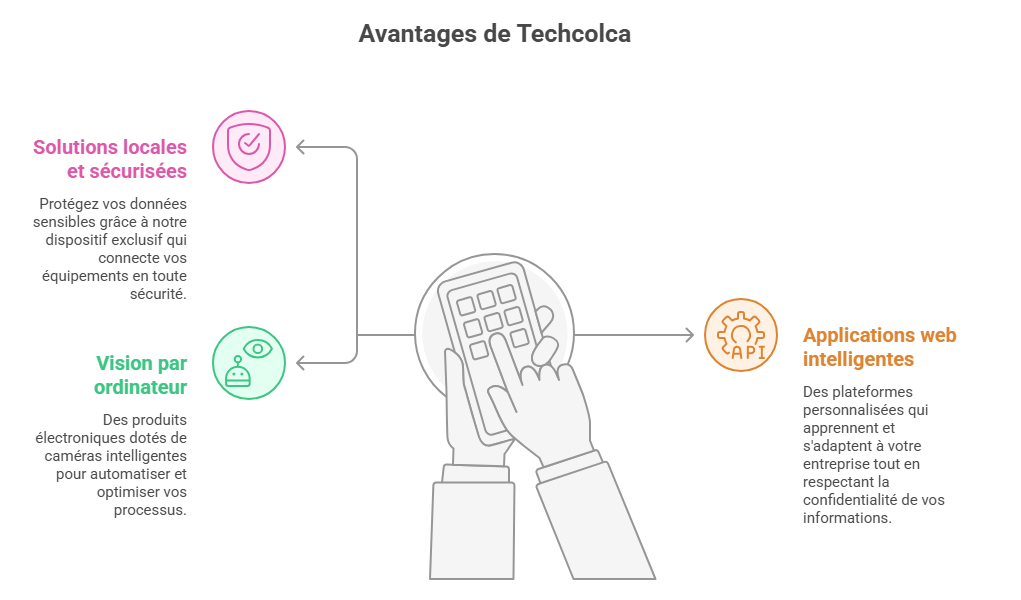 Avantages de Techcolca
Solutions locales
et sécurisées
Protégez vos données
sensibles grâce à notre
dispositif exclusif qui
connecte vos
équipements en toute
sécurité.
Vision par
ordinateur
Des produits
électroniques dotés de
caméras intelligentes
pour automatiser et
optimiser vos
processus.
API
Applications web
intelligentes
Des plateformes
personnalisées qui
apprennent et
s'adaptent à votre
entreprise tout en
respectant la
confidentialité de vos
informations.